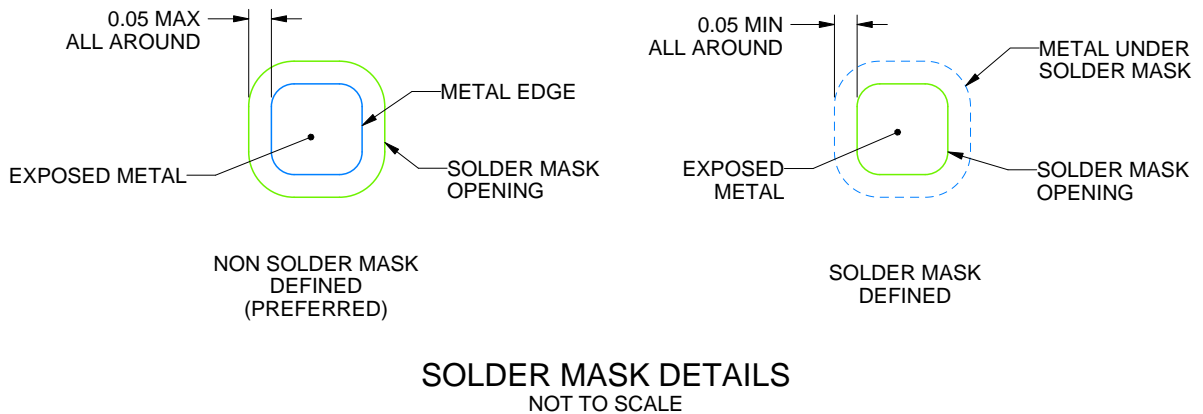 0.05 MAX
ALL AROUND
METAL EDGE
EXPOSED METAL
SOLDER MASK
OPENING
NON SOLDER MASK
DEFINED
(PREFERRED)
0.05 MIN
ALL AROUND
METAL UNDER
SOLDER MASK
EXPOSED
METAL
SOLDER MASK
OPENING
SOLDER MASK
DEFINED
SOLDER MASK DETAILS
NOT TO SCALE